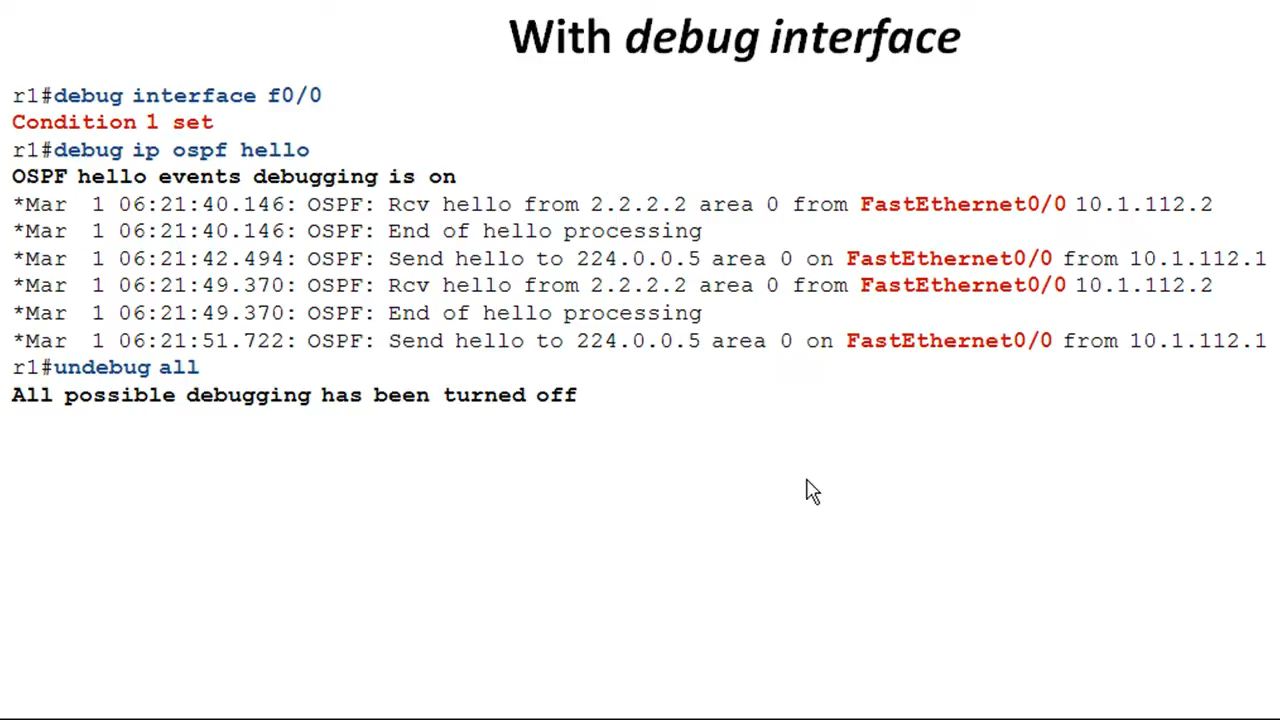 With debug interface
r1#debug interface f0/0
Condition 1 set
r1#debug ip ospf hello
OSPF hello events debugging is on
*Mar  1 06:21:40.146: OSPF: Rcv hello from 2.2.2.2 area 0 from FastEthernet0/0 10.1.112.2
*Mar  1 06:21:40.146: OSPF: End of hello processing
*Mar  1 06:21:42.494: OSPF: Send hello to 224.0.0.5 area 0 on FastEthernet0/0 from 10.1.112.1
*Mar  1 06:21:49.370: OSPF: Rcv hello from 2.2.2.2 area 0 from FastEthernet0/0 10.1.112.2
*Mar  1 06:21:49.370: OSPF: End of hello processing
*Mar  1 06:21:51.722: OSPF: Send hello to 224.0.0.5 area 0 on FastEthernet0/0 from 10.1.112.1
r1#undebug all
All possible debugging has been turned off